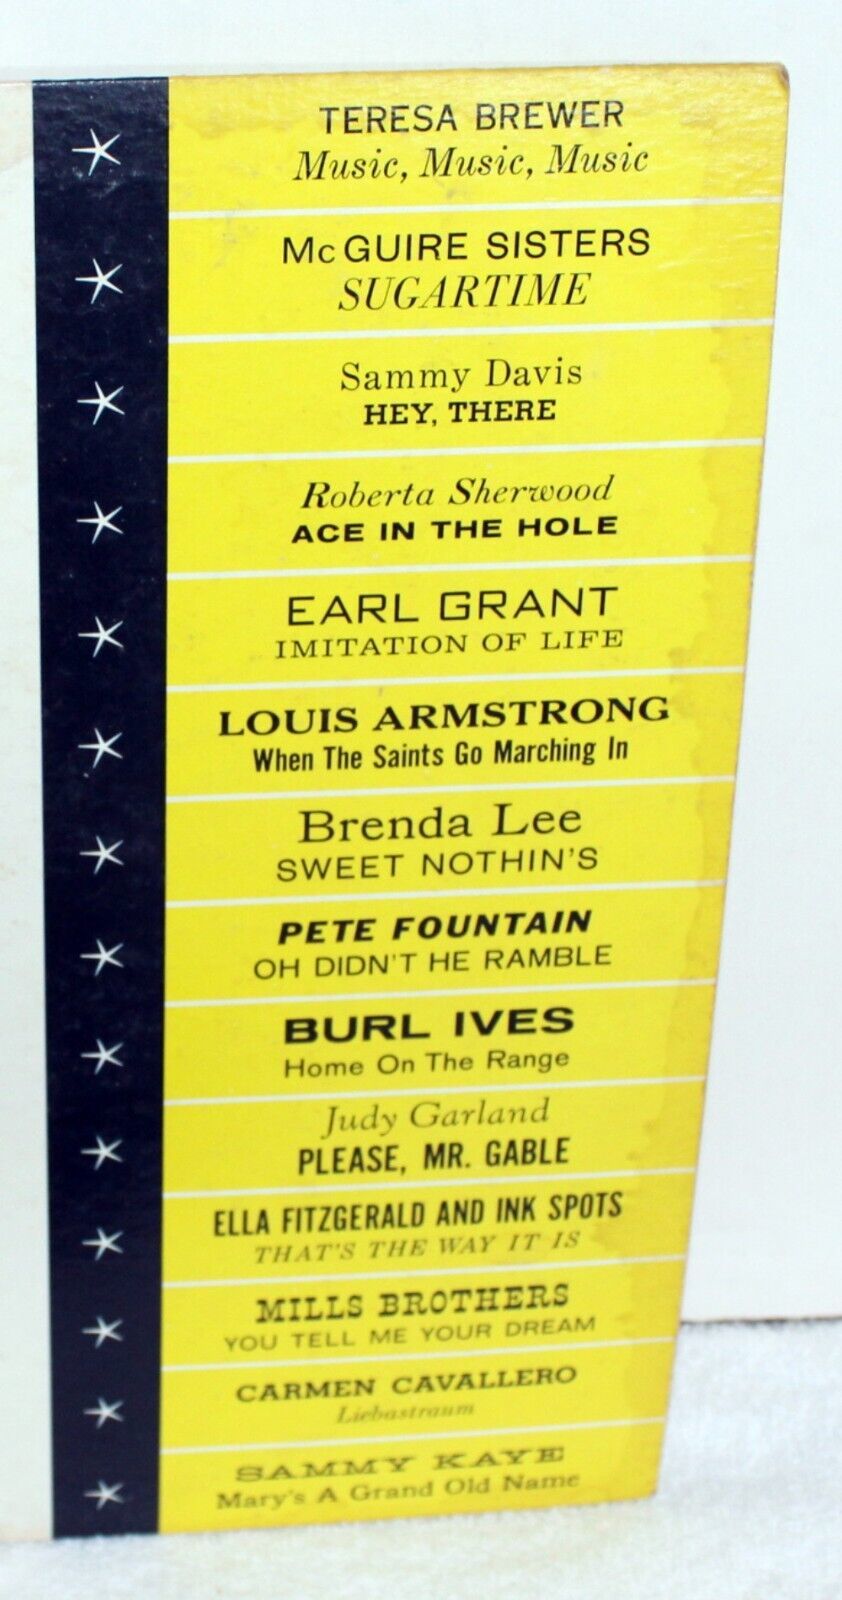 TERESA BREWER
Music, Music, Music
McGUIRE SISTERS
SUGARTIME
Sammy Davis
HEY, THERE
Roberta Sherwood
ACE IN THE HOLE
EARL GRANT
IMITATION OF LIFE
LOUIS ARMSTRONG
When The Saints Go Marching In
Brenda Lee
SWEET NOTHIN'S
PETE FOUNTAIN
OH DIDN'T HE RAMBLE
BURL IVES
Home On The Range
Judy Garland
PLEASE, MR. GABLE
ELLA FITZGERALD AND INK SPOTS
THAT'S THE WAY IT IS
MILLS BROTHERS
YOU TELL ME YOUR DREAM
CARMEN CAVALLERO
Liebastraum
SAMMY KAYE
Mary's A Grand Old Name